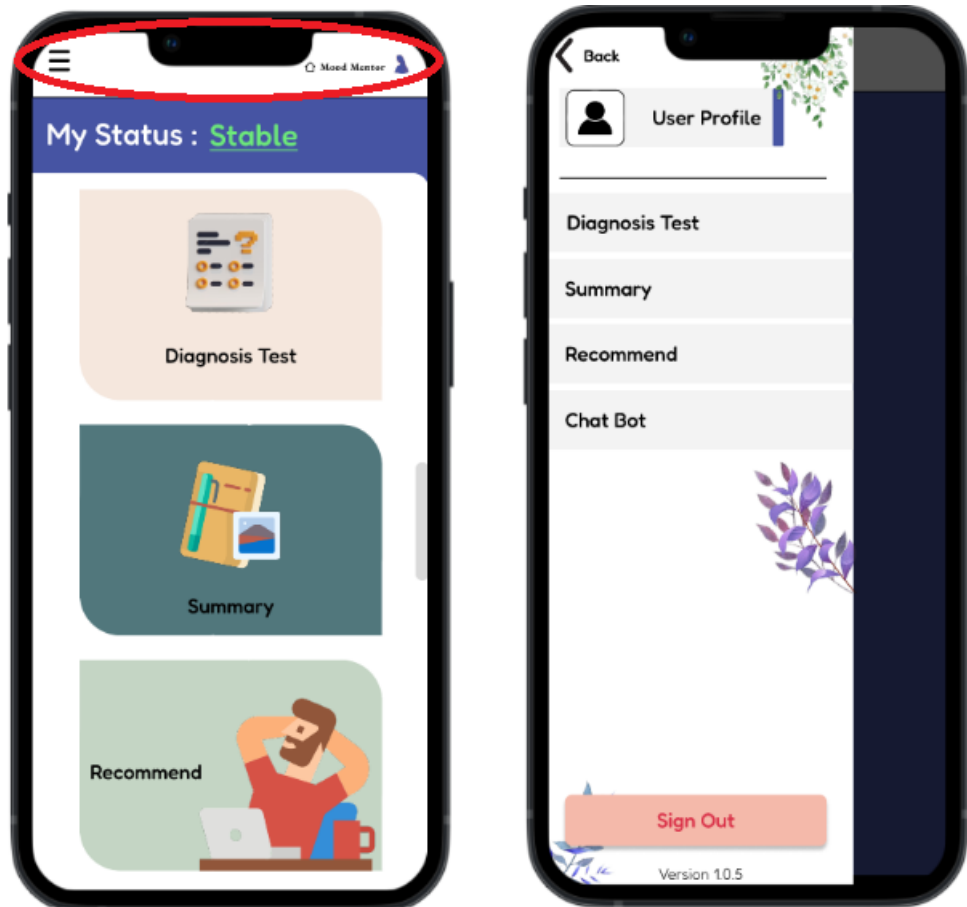 Mood Mentor
My Status : Stable
Diagnosis Test
Summary
Recommend
Back
User Profile
Diagnosis Test
Summary
Recommend
Chat Bot
Sign Out
Version 1.0.5